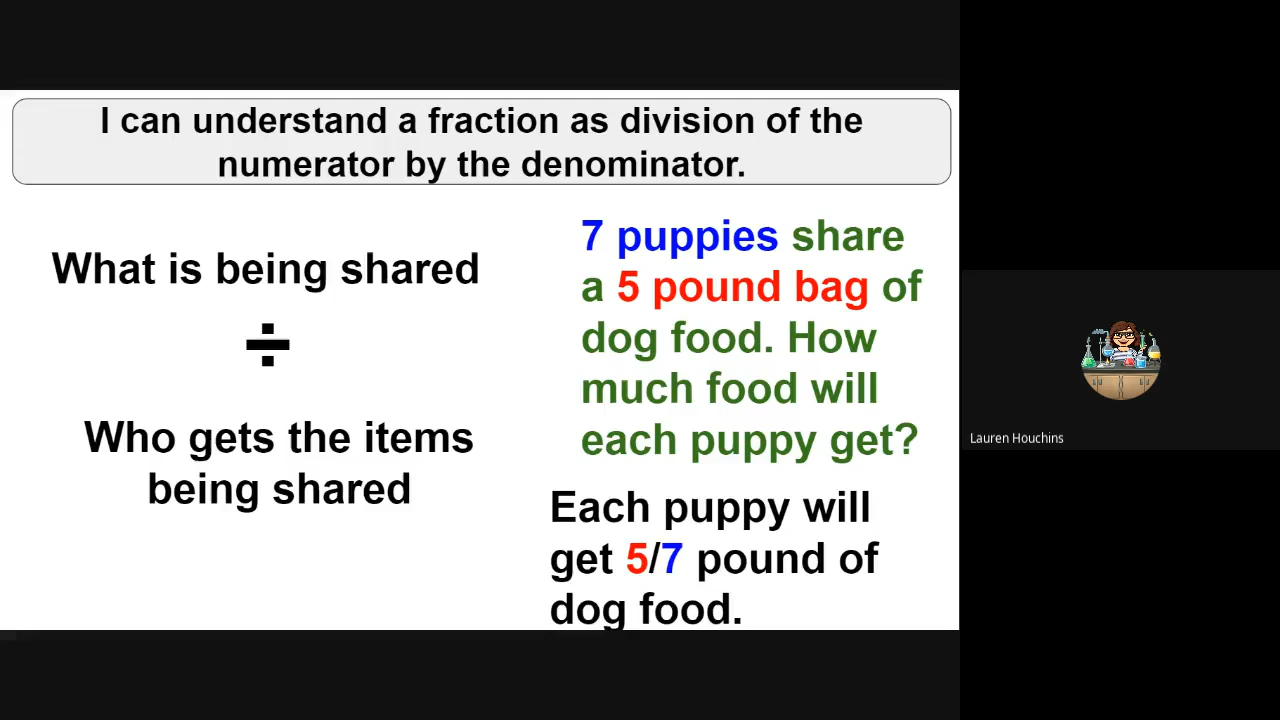 I can understand a fraction as division of the
numerator by the denominator.
What is being shared
÷
Who gets the items
being shared
7 puppies share
a 5 pound bag of
dog food. How
much food will
each puppy get?
Each puppy will
get 5/7 pound of
dog food.
Lauren Houchins